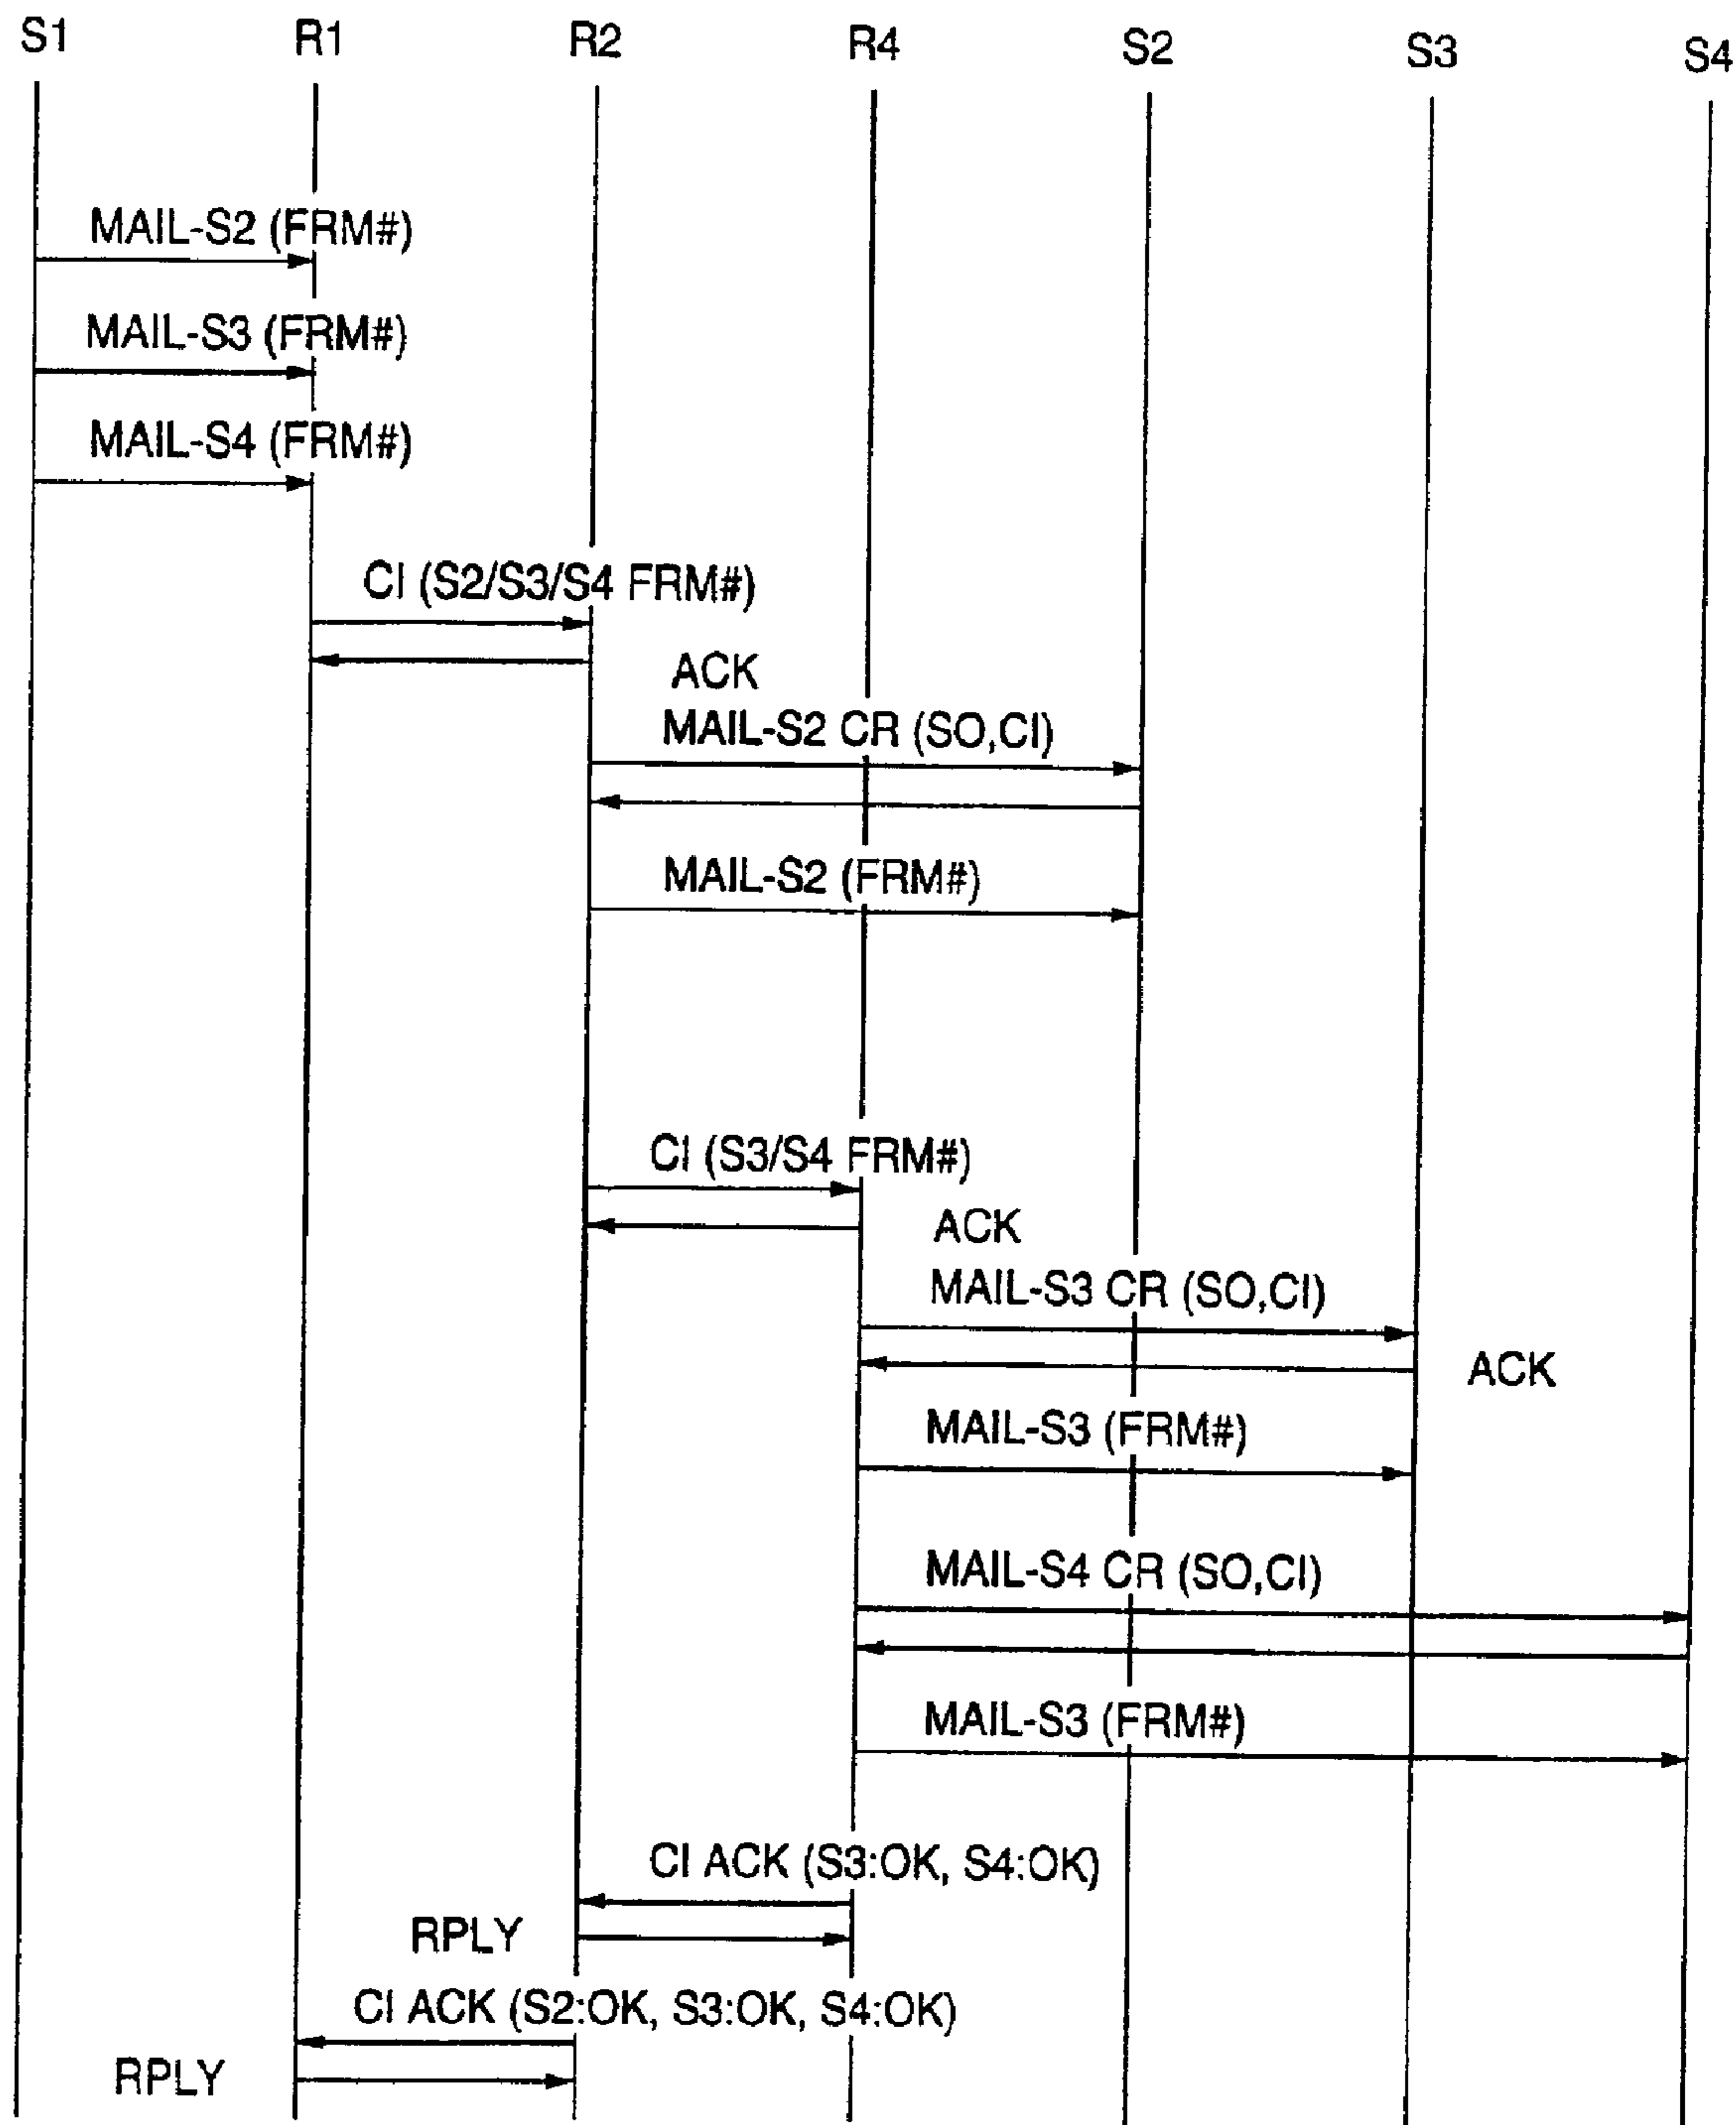 S1 R1 R2 R4 S2 S3 S4
MAIL-S2 (FRM#)
MAIL-S3 (FRM#)
MAIL-S4 (FRM#)
CI (S2/S3/S4 FRM#)
ACK
MAIL-S2 CR (SO,CI)
MAIL-S2 (FRM#)
CI (S3/S4 FRM#)
ACK
MAIL-S3 CR (SO,CI)
ACK
MAIL-S3 (FRM#)
MAIL-S4 CR (SO,CI)
MAIL-S3 (FRM#)
CI ACK (S3:OK, S4:OK)
RPLY
CI ACK (S2:OK, S3:OK, S4:OK)
RPLY